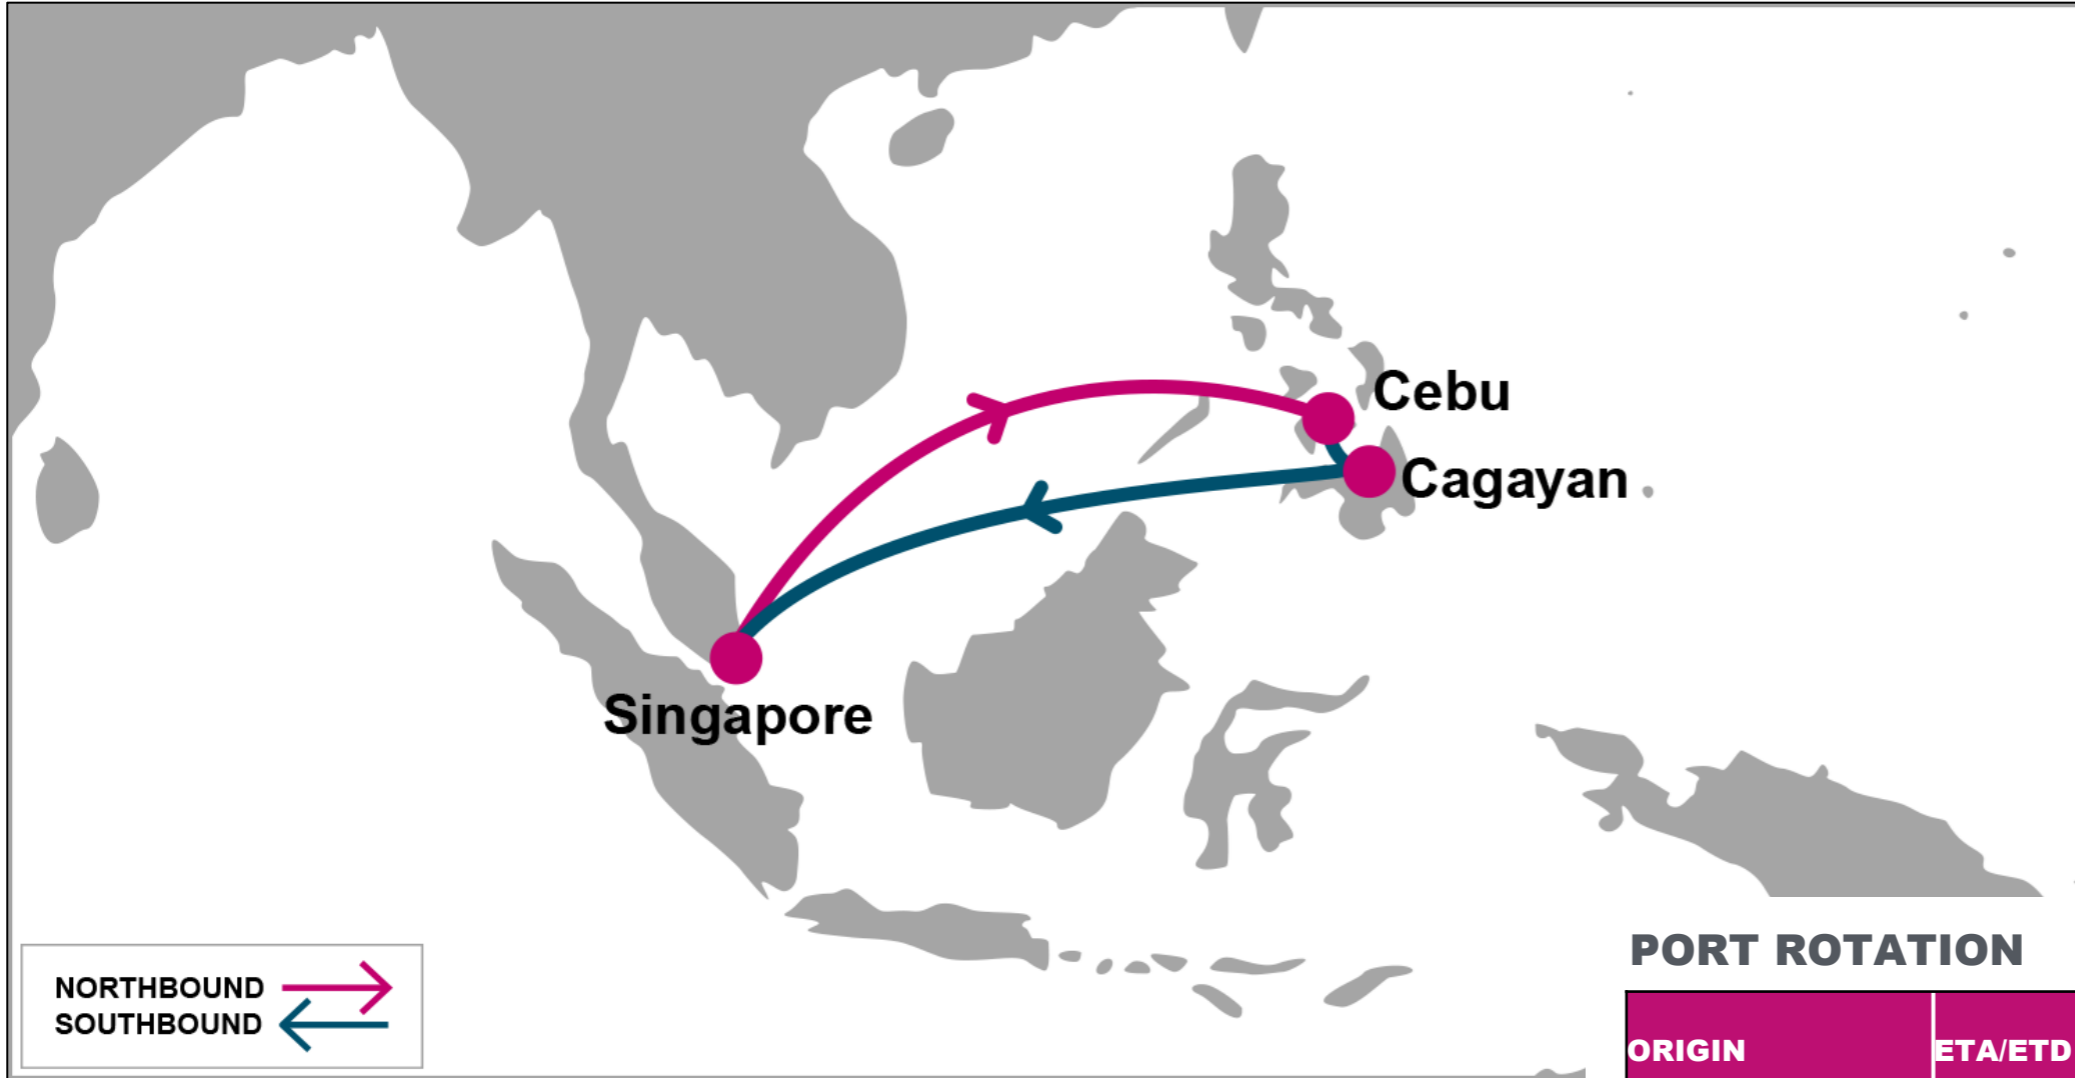 Cebu
Cagayan
Singapore
NORTHBOUND
SOUTHBOUND
PORT ROTATION
ORIGIN ETA/ETD